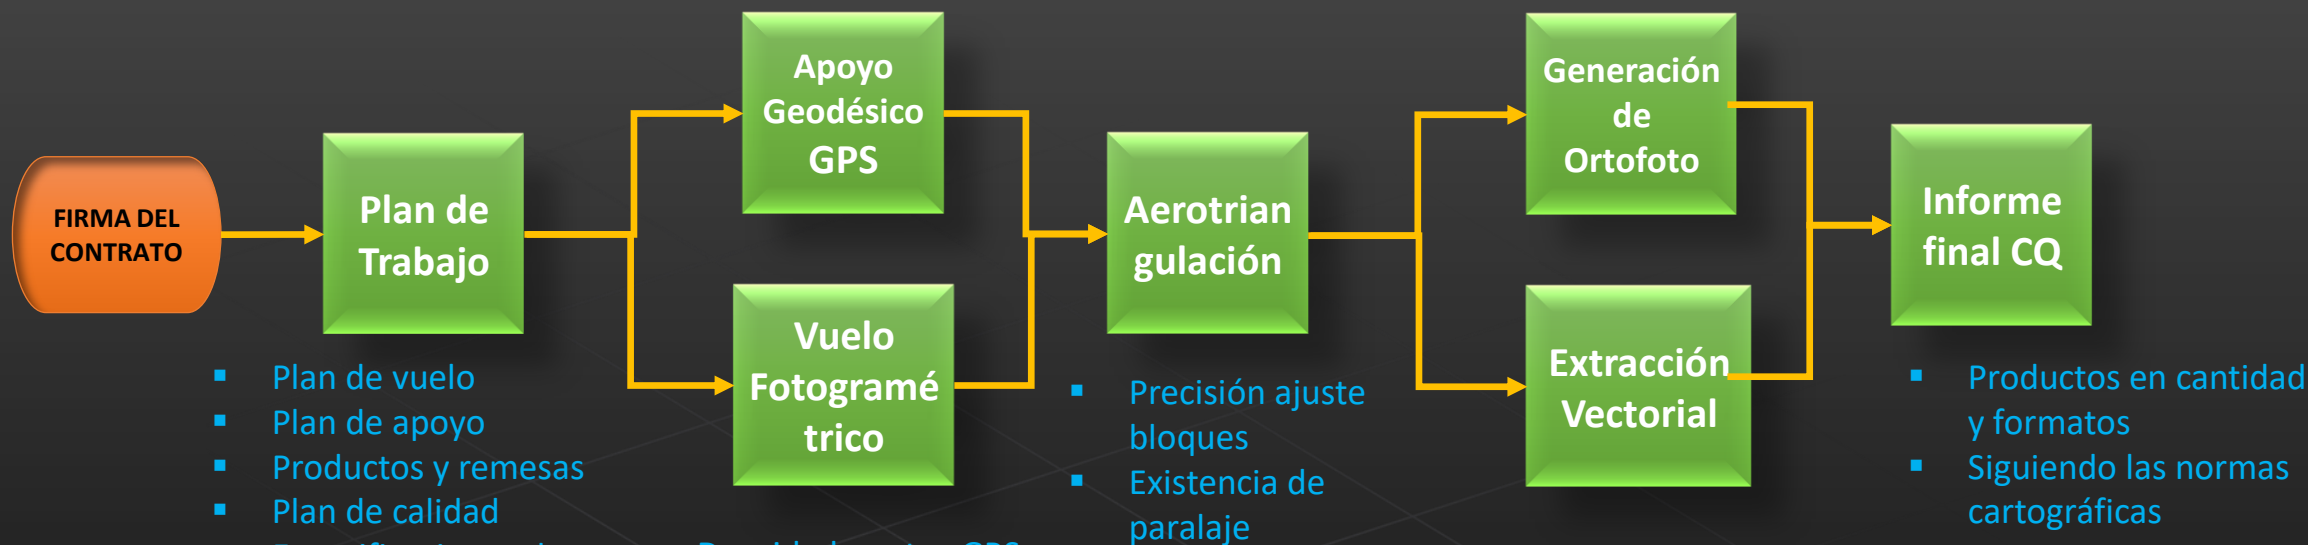 FIRMA DEL
CONTRATO
Plan de
Trabajo
Apoyo
Geodésico
GPS
Vuelo
Fotogramé
trico
Aerotrian
gulación
Generación
de
Ortofoto
Extracción
Vectorial
Informe
final CQ
Plan de vuelo
Plan de apoyo
Productos y remesas
Plan de calidad
Precisión ajuste
bloques
Existencia de
paralaje
Productos en cantidad
y formatos
Siguiendo las normas
cartográficas